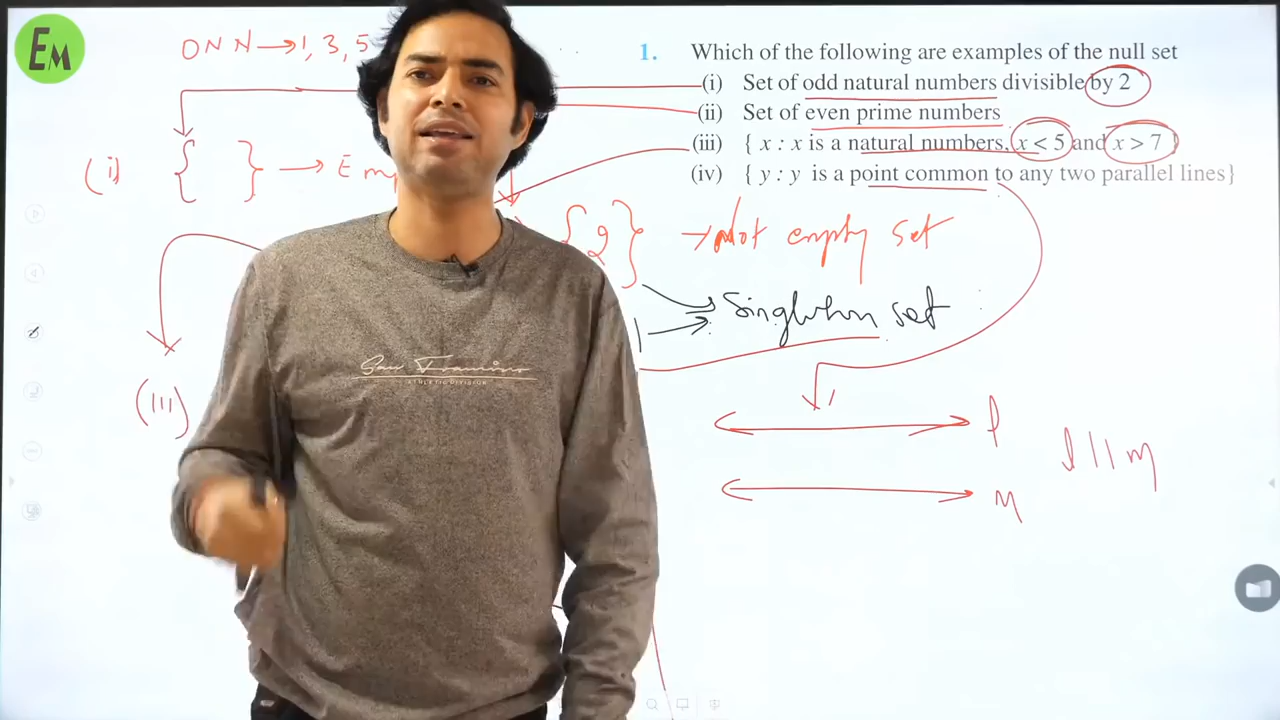 EM
ONN → 1, 3, 5
1. Which of the following are examples of the null set
(i) Set of odd natural numbers divisible by 2
(ii) Set of even prime numbers
(iii) { x : x is a natural numbers, x < 5 and x > 7 }
(iv) { y : y is a point common to any two parallel lines}
(i) { } → Em
{2} → Not empty set
Singleton set
(iii)
l
m
l || m
ATHLETIC DIVISION